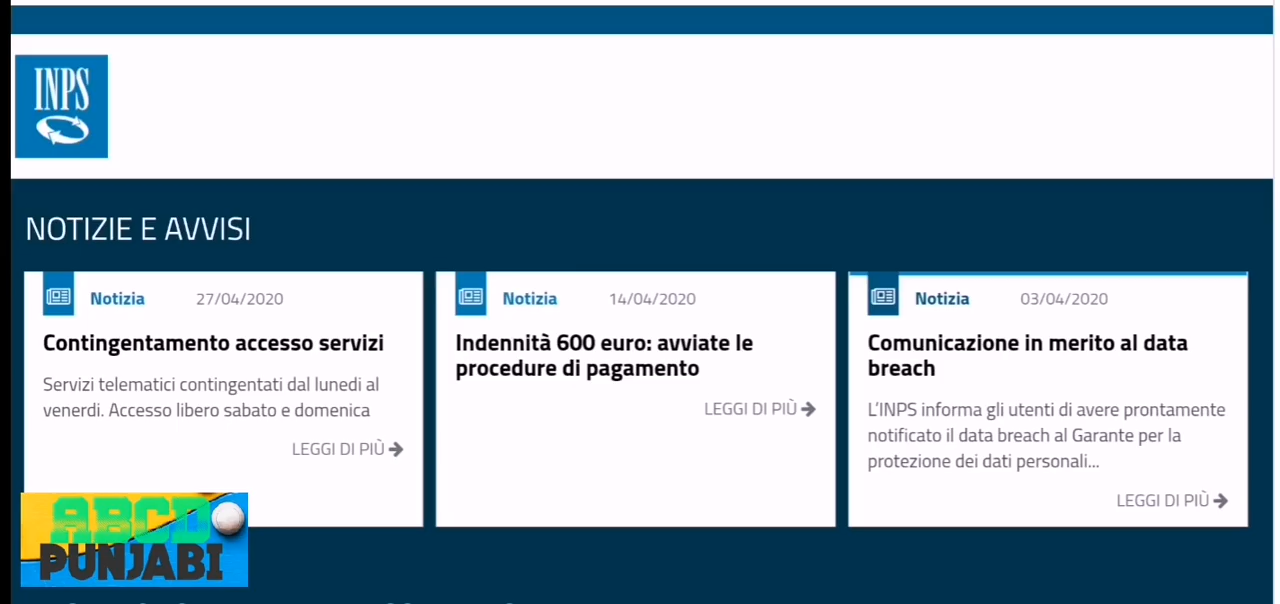 INPS
NOTIZIE E AVVISI
Notizia 27/04/2020
Contingentamento accesso servizi
Servizi telematici contingentati dal lunedi al
venerdi. Accesso libero sabato e domenica
LEGGI DI PIÙ
Notizia 14/04/2020
Indennità 600 euro: avviate le
procedure di pagamento
LEGGI DI PIÙ
Notizia 03/04/2020
Comunicazione in merito al data
breach
L'INPS informa gli utenti di avere prontamente
notificato il data breach al Garante per la
protezione dei dati personali...
LEGGI DI PIÙ
ABCD
PUNJABI